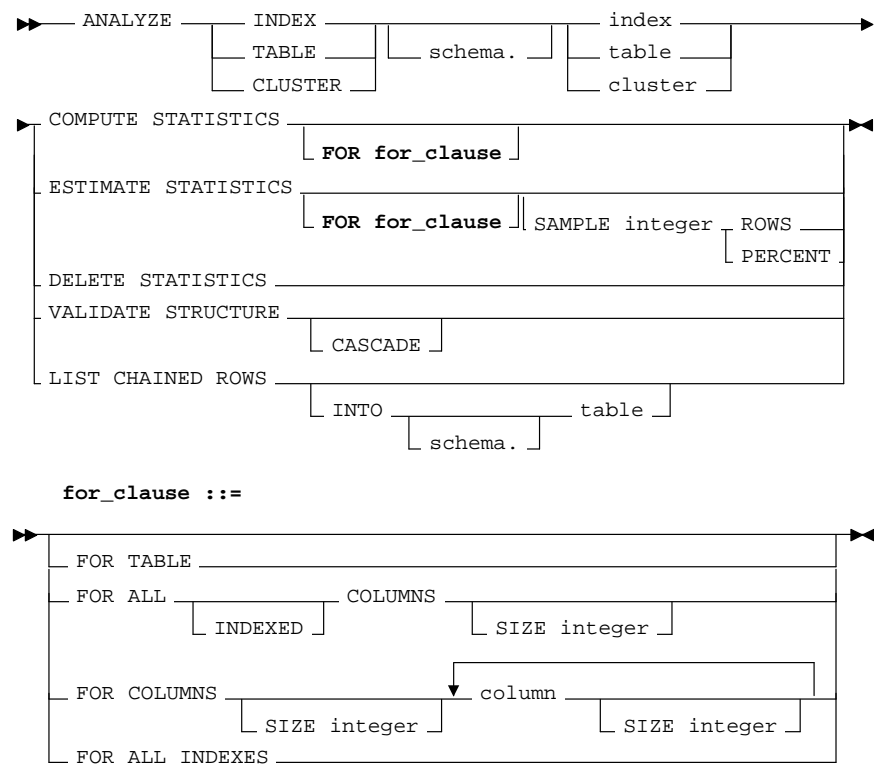 ANALYZE INDEX index
TABLE schema. table
CLUSTER cluster
COMPUTE STATISTICS
FOR for_clause
ESTIMATE STATISTICS
FOR for_clause SAMPLE integer ROWS
PERCENT
DELETE STATISTICS
VALIDATE STRUCTURE
CASCADE
LIST CHAINED ROWS
INTO table
schema.
for_clause ::=
FOR TABLE
FOR ALL COLUMNS
INDEXED SIZE integer
FOR COLUMNS column
SIZE integer SIZE integer
FOR ALL INDEXES